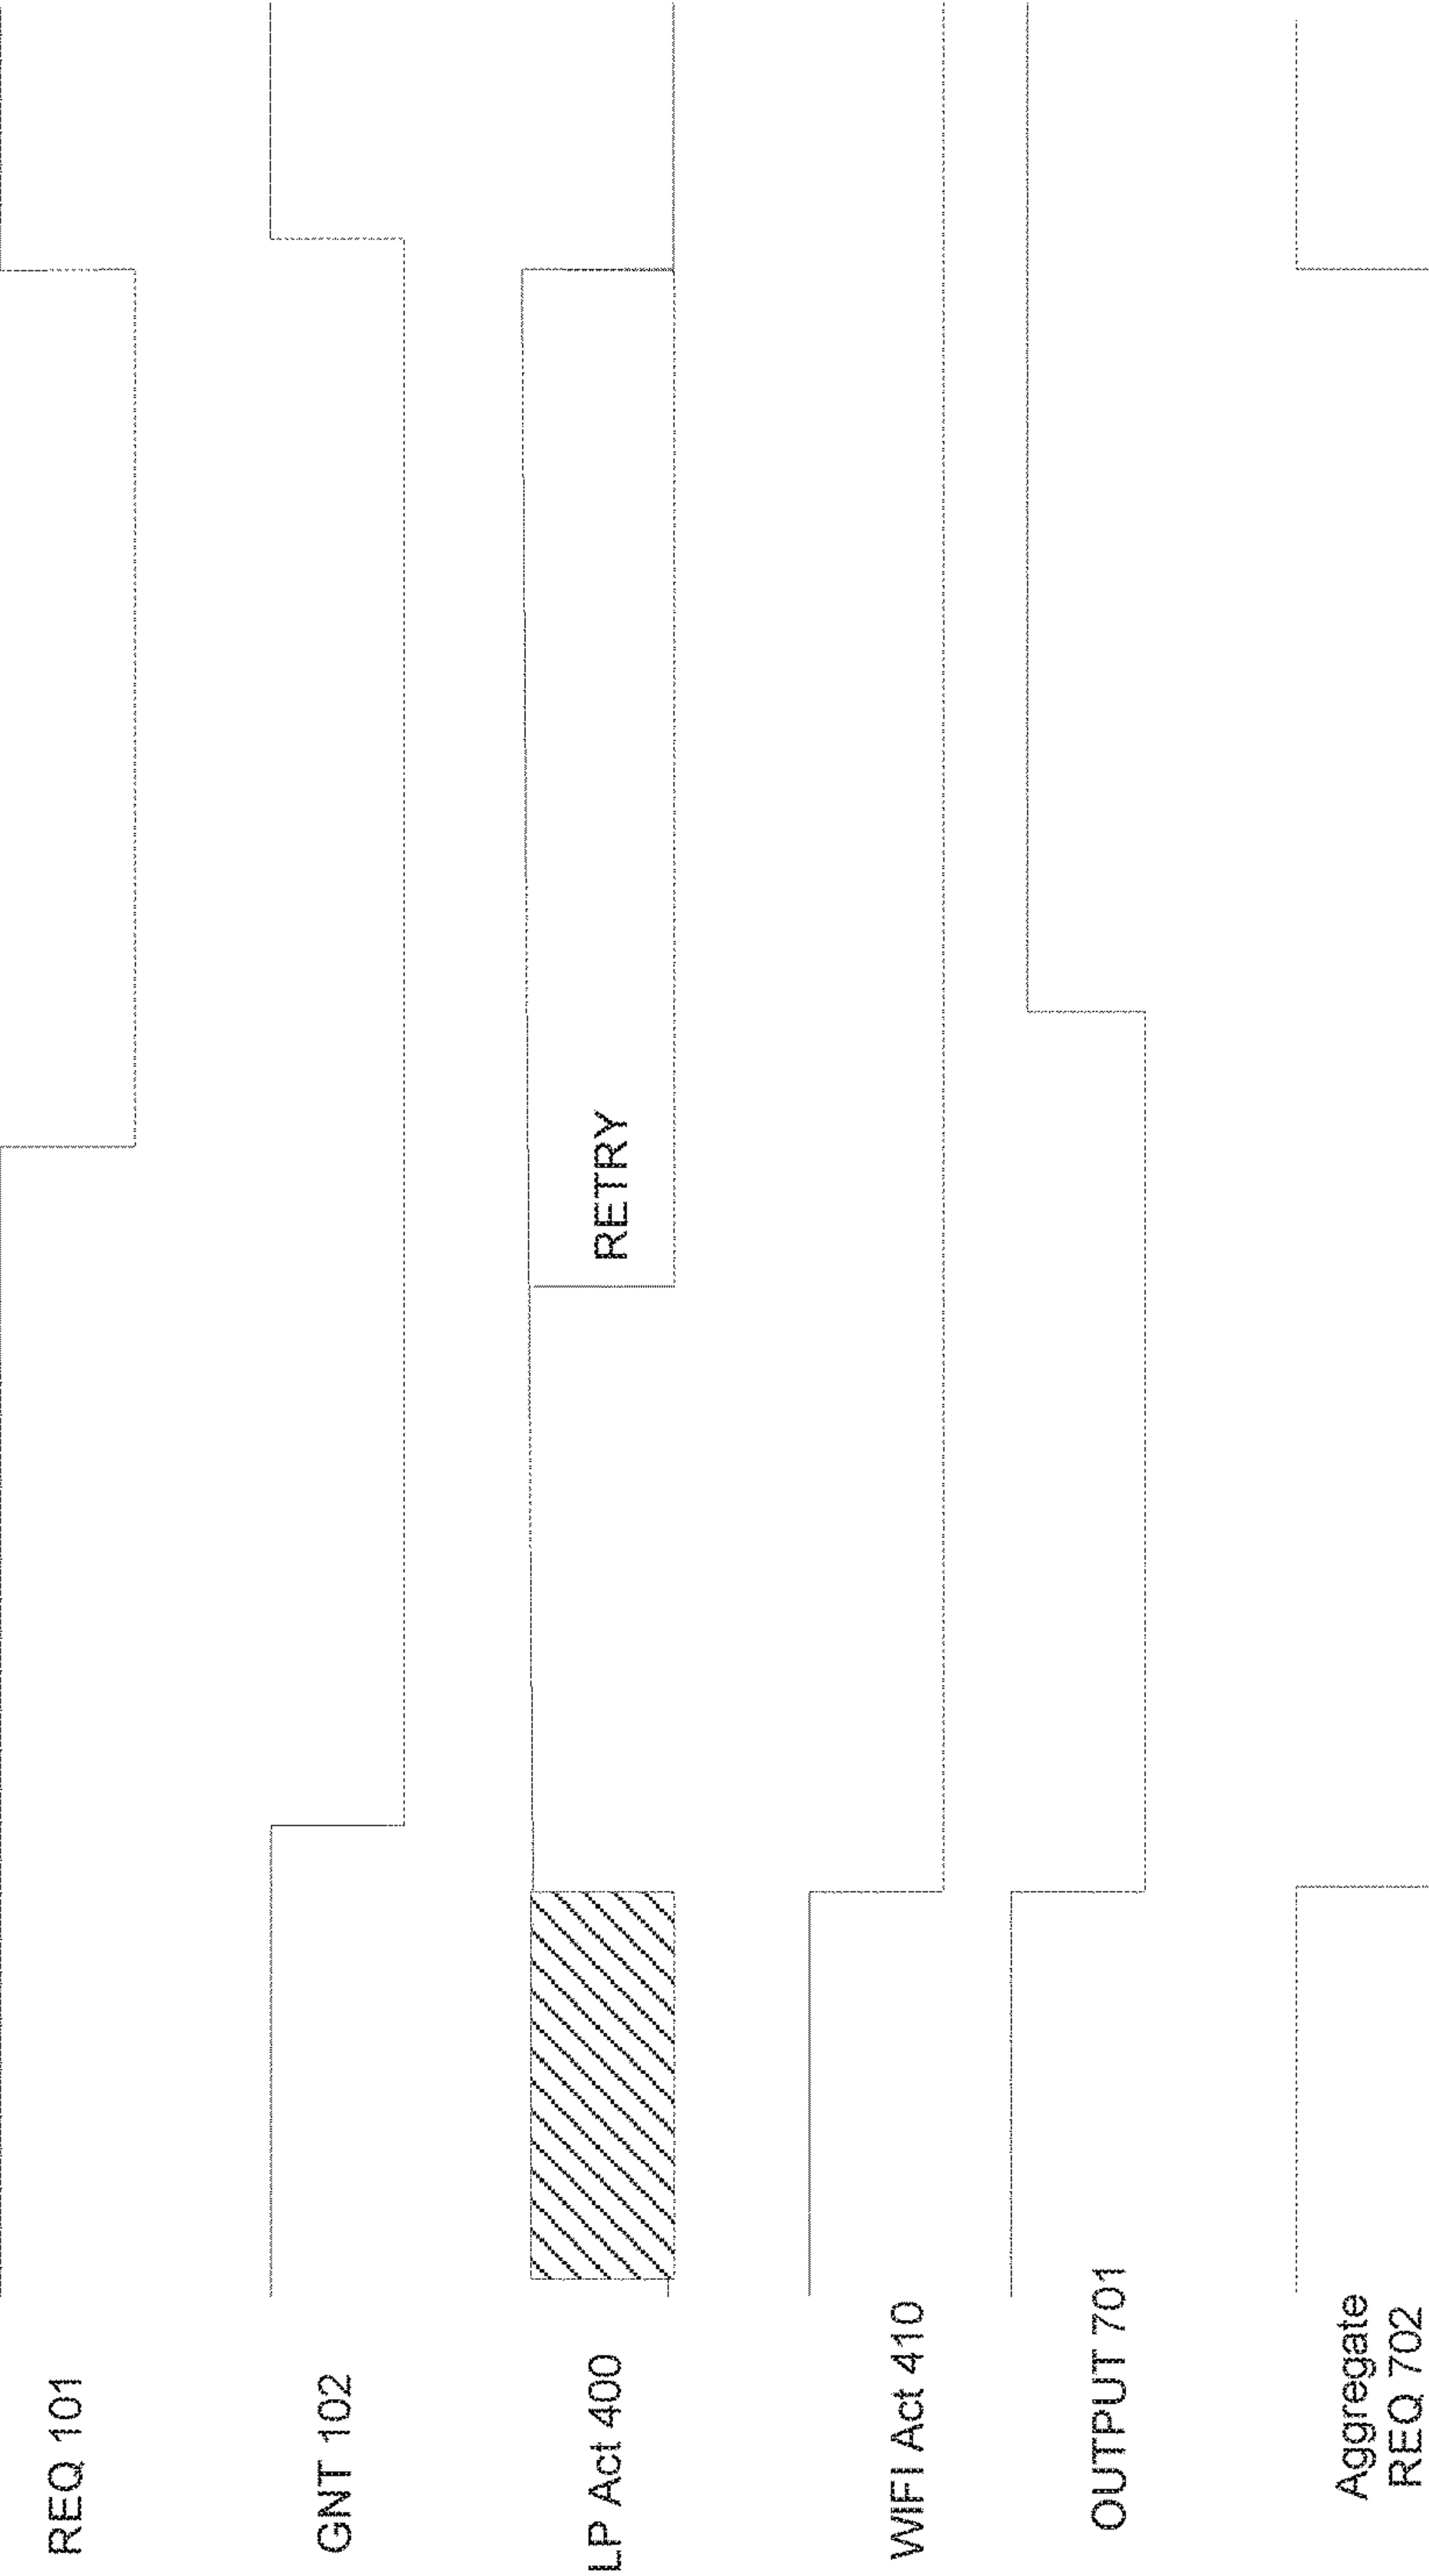 REQ 101
GNT 102
LP Act 400
RETRY
WIFI Act 410
OUTPUT 701
Aggregate
REQ 702